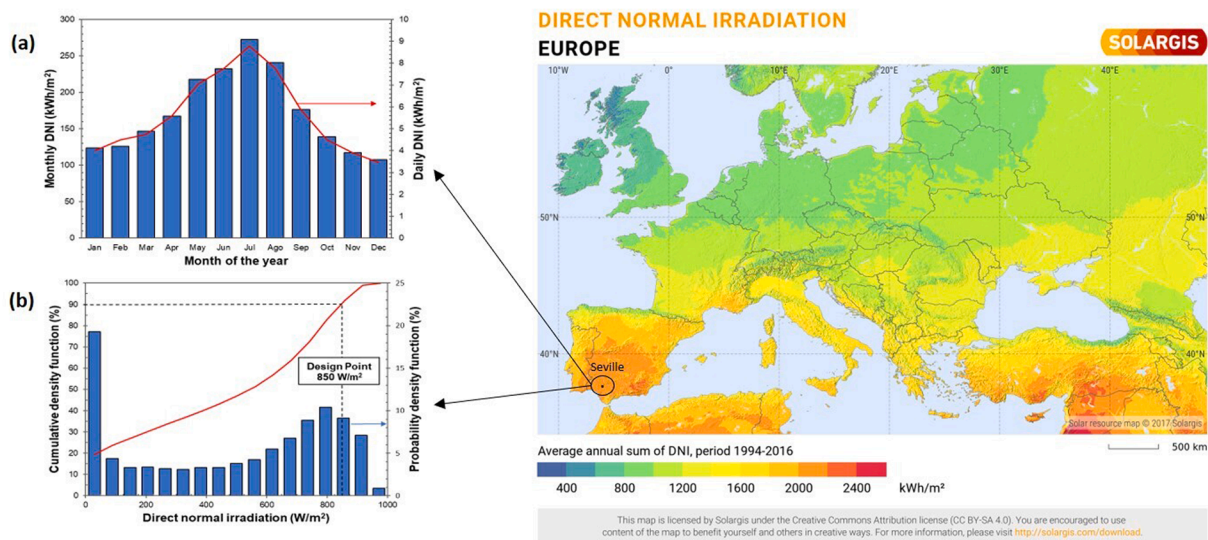 (a)
Monthly DNI (kWh/m²)
300
250
200
150
100
50
0
10
9
8
7
6
5
4
3
2
1
0
Daily DNI (kWh/m²)
Jan Feb Mar Apr May Jun Jul Ago Sep Oct Nov Dec
Month of the year
(b)
Cumulative density function (%)
100
90
80
70
60
50
40
30
20
10
0
Design Point
850 W/m²
25
20
15
10
5
0
Probability density function (%)
0 200 400 600 800 1000
Direct normal irradiation (W/m²)
DIRECT NORMAL IRRADIATION
EUROPE
SOLARGIS
10°W 0° 10°E 20°E 30°E 40°E
50°N 50°N
40°N 40°N
Seville
Solar resource map © 2017 Solargis
Average annual sum of DNI, period 1994-2016
500 km
400 800 1200 1600 2000 2400 kWh/m²
This map is licensed by Solargis under the Creative Commons Attribution license (CC BY-SA 4.0). You are encouraged to use
content of the map to benefit yourself and others in creative ways. For more information, please visit http://solargis.com/download.